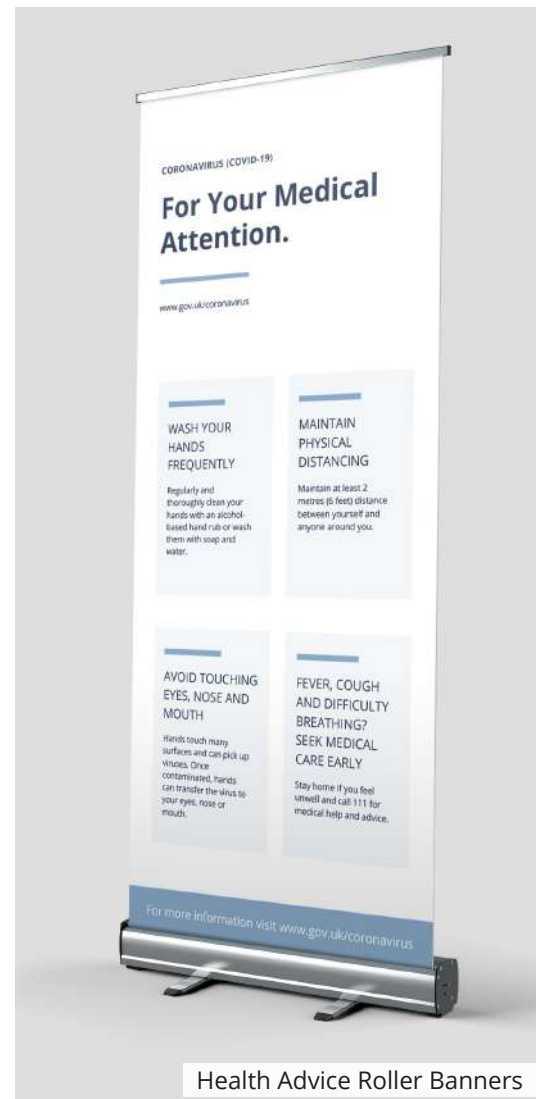 CORONAVIRUS (COVID-19)
For Your Medical
Attention.
www.gov.uk/coronavirus
WASH YOUR
HANDS
FREQUENTLY
Regularly and
thoroughly clean your
hands with an alcohol-
based hand rub or wash
them with soap and
water.
MAINTAIN
PHYSICAL
DISTANCING
Maintain at least 2
metres (6 feet) distance
between yourself and
anyone around you.
AVOID TOUCHING
EYES, NOSE AND
MOUTH
Hands touch many
surfaces and can pick up
viruses. Once
contaminated, hands
can transfer the virus to
your eyes, nose or
mouth.
FEVER, COUGH
AND DIFFICULTY
BREATHING?
SEEK MEDICAL
CARE EARLY
Stay home if you feel
unwell and call 111 for
medical help and advice.
For more information visit www.gov.uk/coronavirus
Health Advice Roller Banners